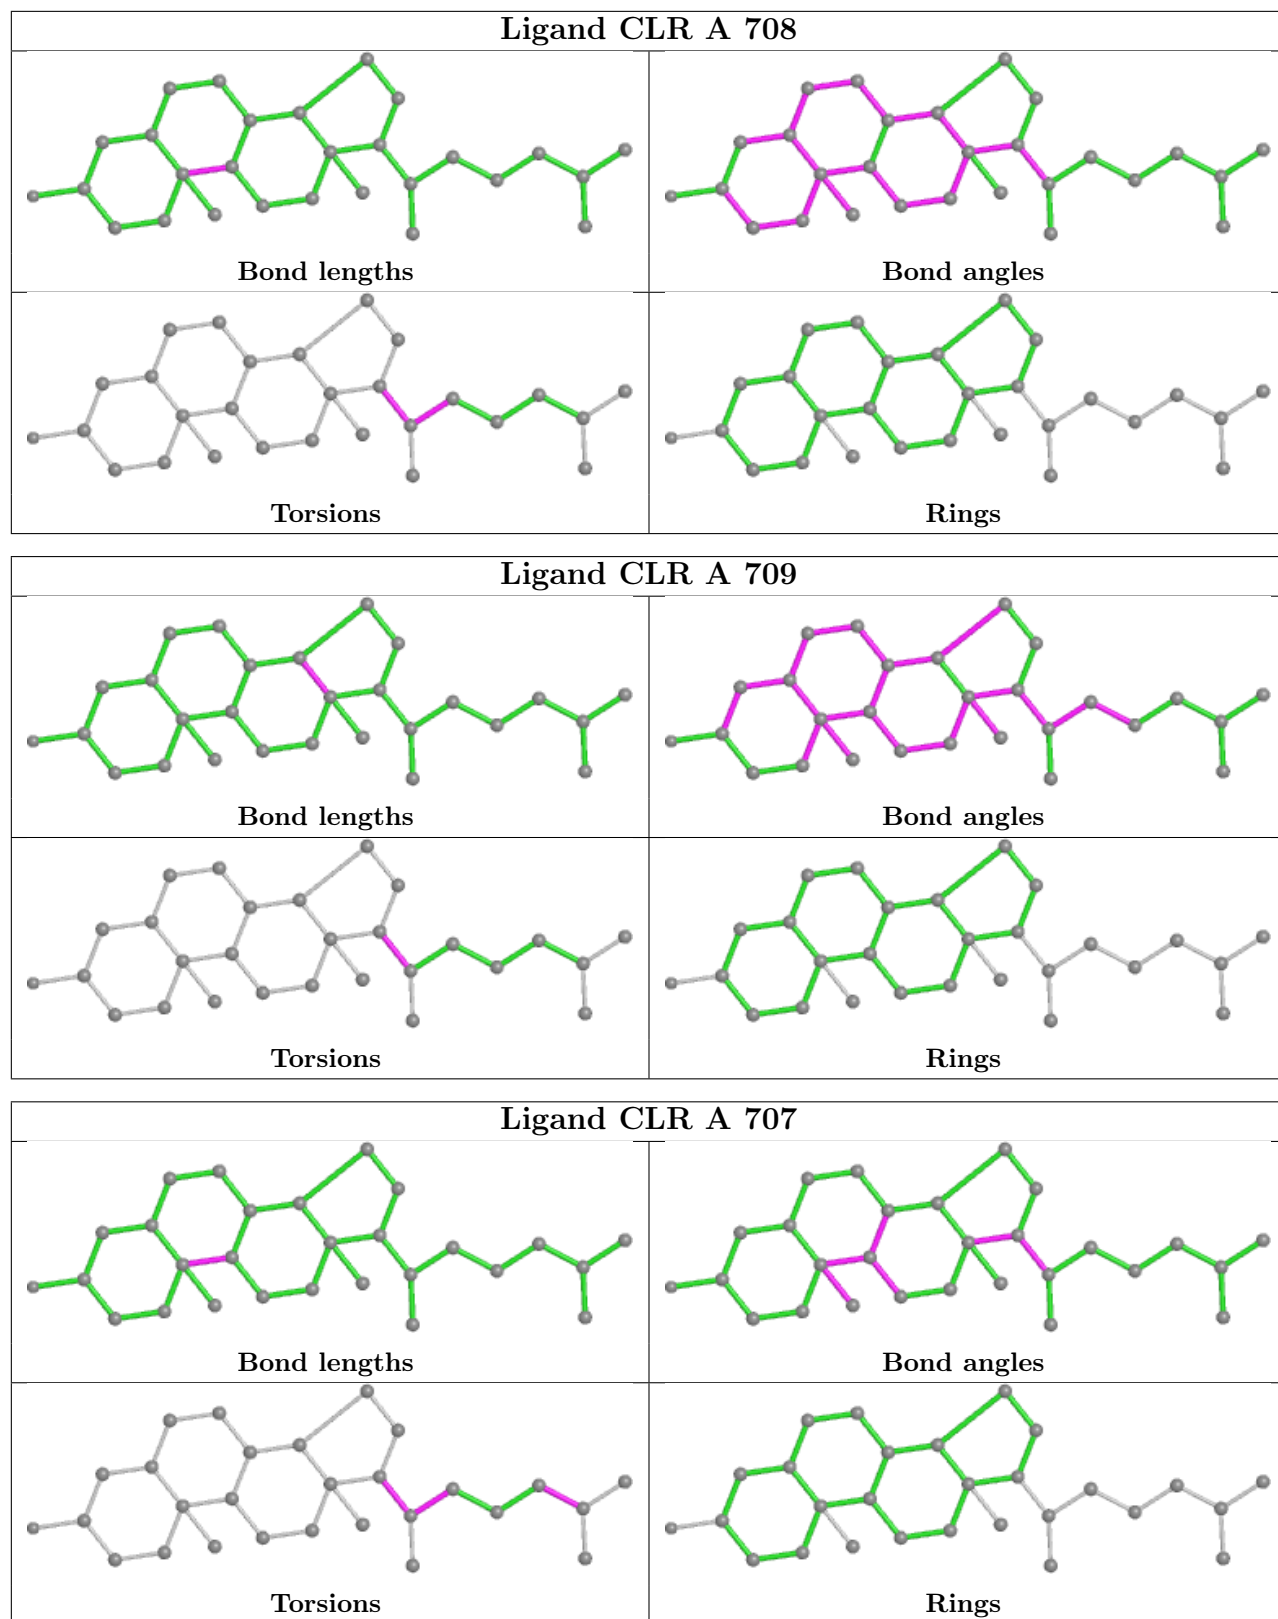 Ligand CLR A 708
Bond lengths
Bond angles
Torsions
Rings
Ligand CLR A 709
Bond lengths
Bond angles
Torsions
Rings
Ligand CLR A 707
Bond lengths
Bond angles
Torsions
Rings